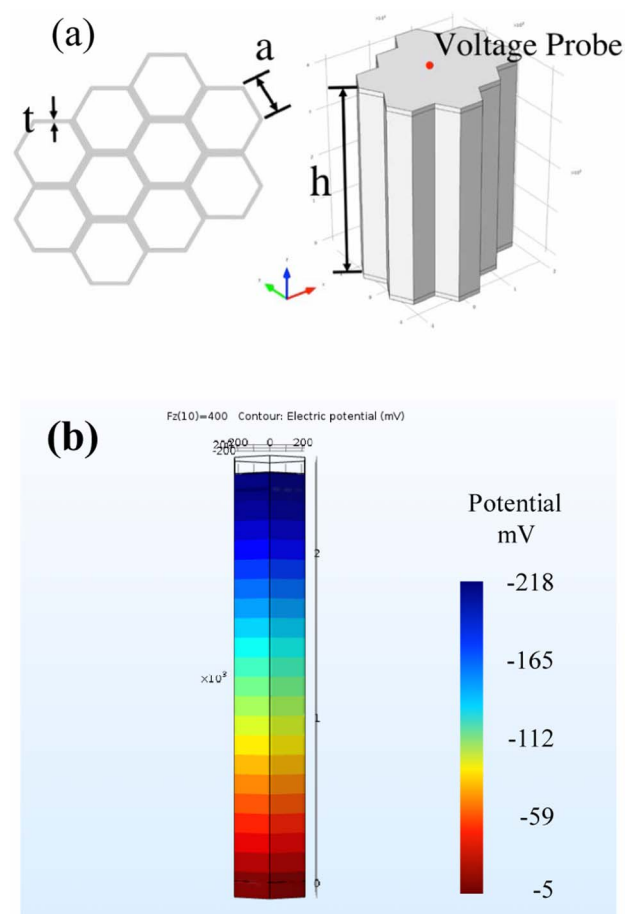 (a)
a
t
h
Voltage Probe
(b)
Fz(10)=400 Contour: Electric potential (mV)
0
200
-200
2
×10³
1
0
Potential
mV
-218
-165
-112
-59
-5